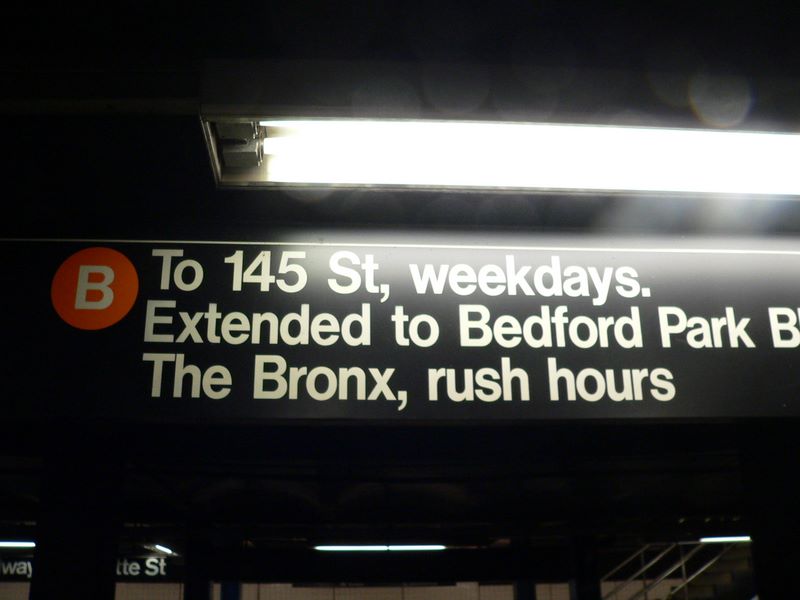 B To 145 St, weekdays.
Extended to Bedford Park
The Bronx, rush hours
tte St